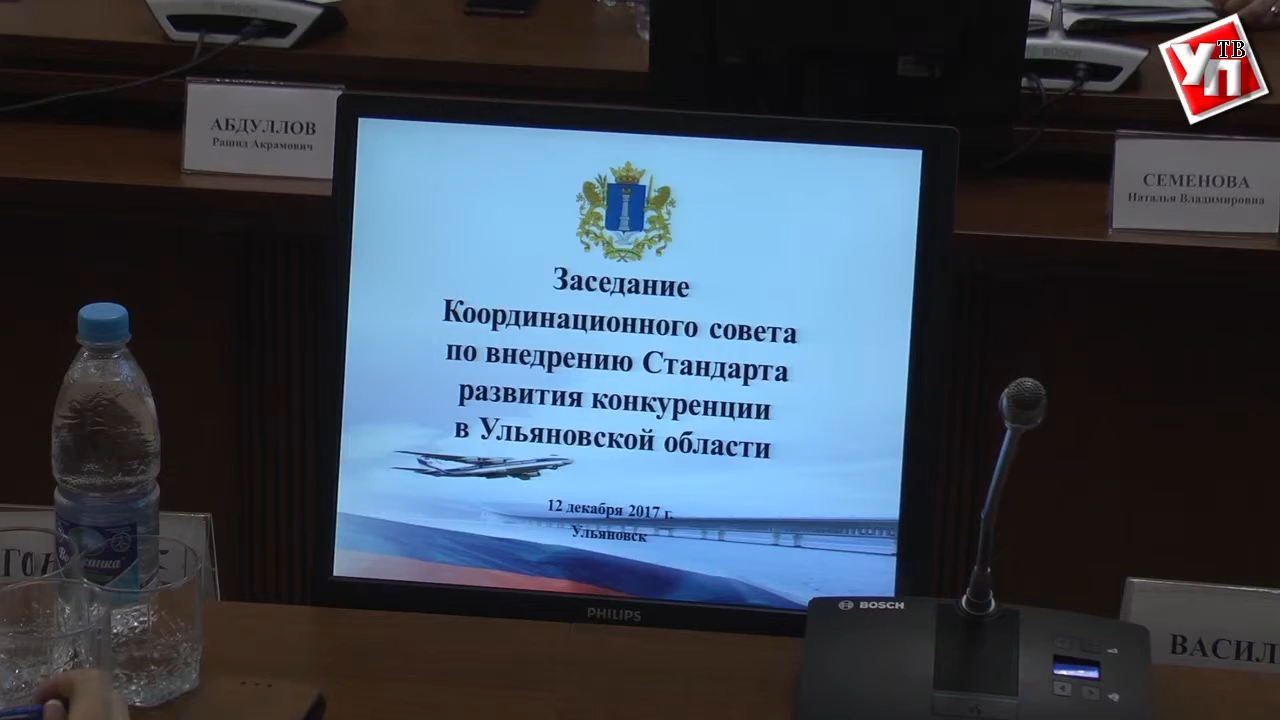 УП ТВ
АБДУЛЛОВ
Рашид Акрамович
СЕМЕНОВА
Наталья Владимировна
Заседание
Координационного совета
по внедрению Стандарта
развития конкуренции
в Ульяновской области
12 декабря 2017 г.
Ульяновск
PHILIPS
BOSCH
ВАСИЛ